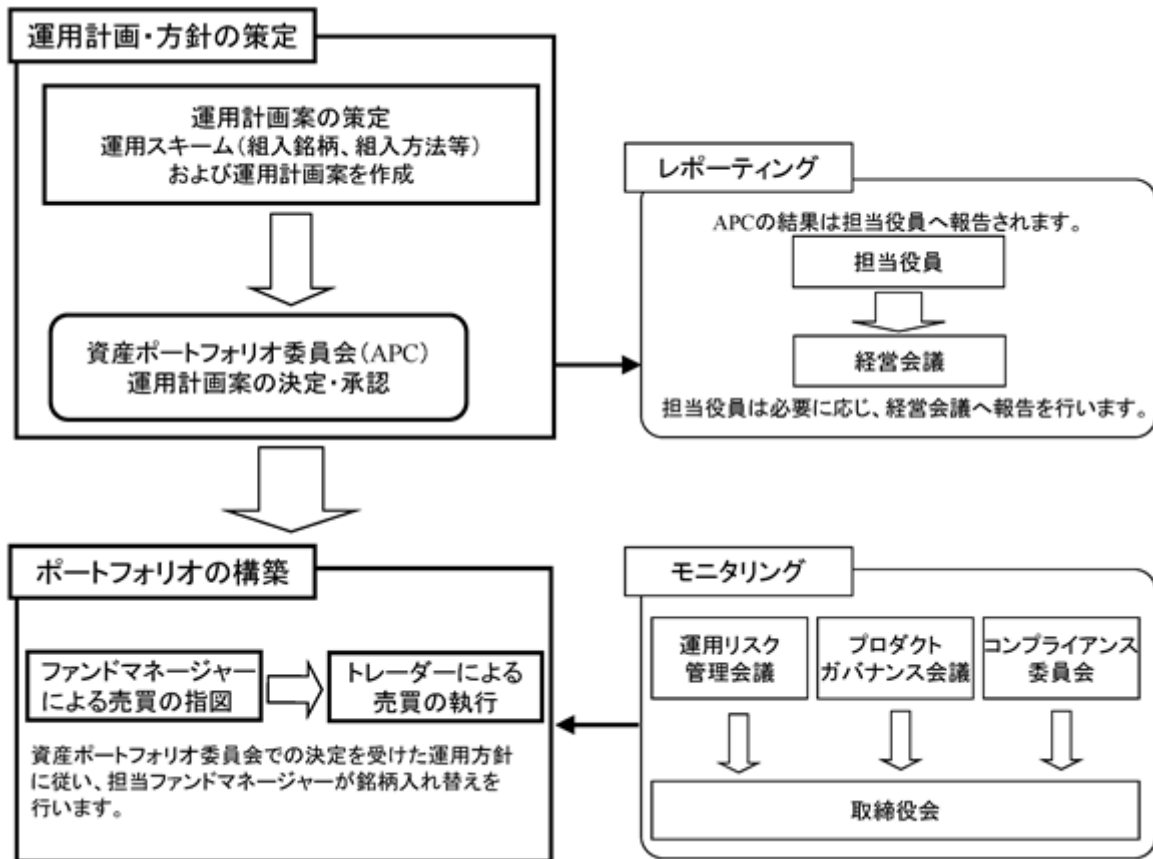 運用計画・方針の策定
運用計画案の策定
運用スキーム（組入銘柄、組入方法等）
および運用計画案を作成
資産ポートフォリオ委員会（APC）
運用計画案の決定・承認
レポーティング
APCの結果は担当役員へ報告されます。
担当役員
経営会議
担当役員は必要に応じ、経営会議へ報告を行います。
ポートフォリオの構築
ファンドマネージャー
による売買の指図
トレーダーによる
売買の執行
資産ポートフォリオ委員会での決定を受けた運用方針
に従い、担当ファンドマネージャーが銘柄入れ替えを
行います。
モニタリング
運用リスク
管理会議
プロダクト
ガバナンス会議
コンプライアンス
委員会
取締役会